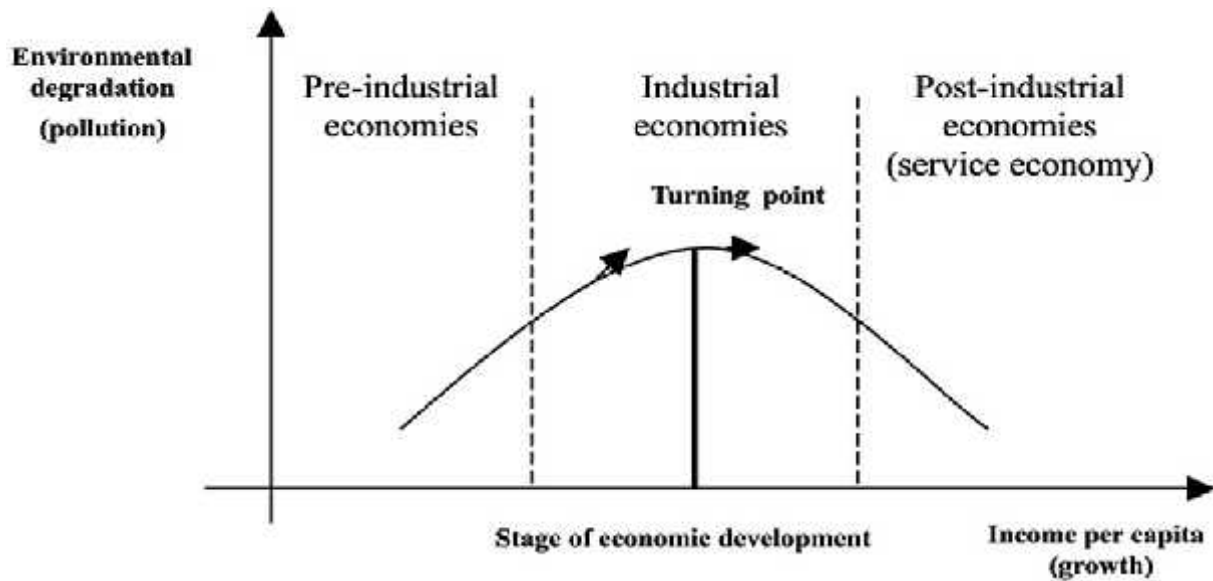 Environmental
degradation
(pollution)
Pre-industrial
economies
Industrial
economies
Post-industrial
economies
(service economy)
Turning point
Stage of economic development
Income per capita
(growth)